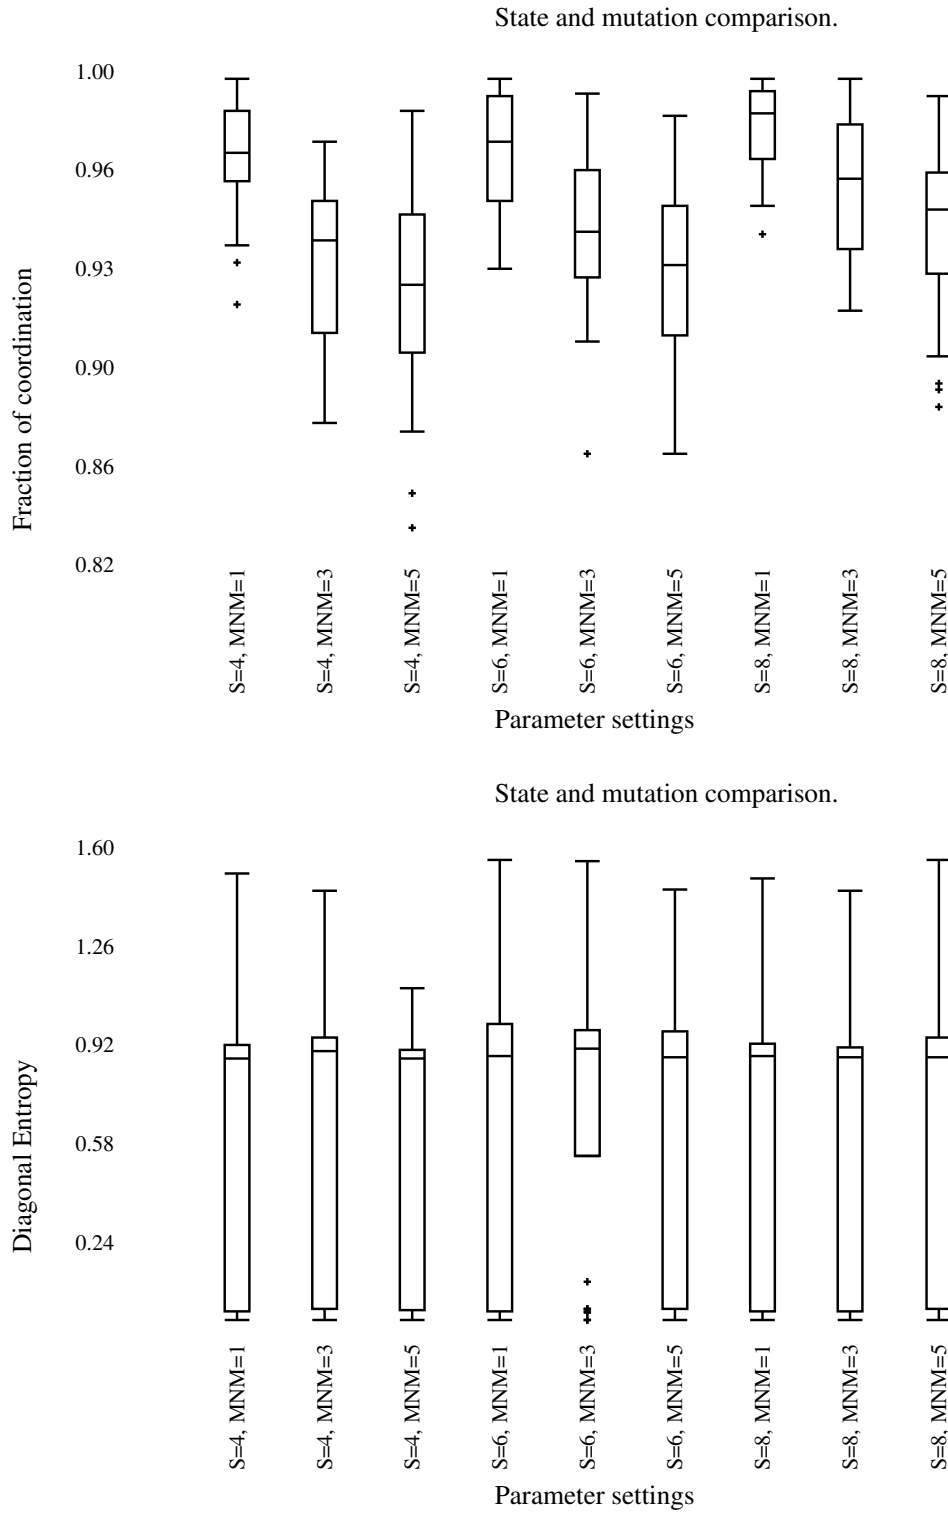 State and mutation comparison.
1.00
0.96
0.93
0.90
0.86
0.82
Fraction of coordination
S=4, MNM=1
S=4, MNM=3
S=4, MNM=5
S=6, MNM=1
S=6, MNM=3
S=6, MNM=5
S=8, MNM=1
S=8, MNM=3
S=8, MNM=5
Parameter settings
State and mutation comparison.
1.60
1.26
0.92
0.58
0.24
Diagonal Entropy
S=4, MNM=1
S=4, MNM=3
S=4, MNM=5
S=6, MNM=1
S=6, MNM=3
S=6, MNM=5
S=8, MNM=1
S=8, MNM=3
S=8, MNM=5
Parameter settings